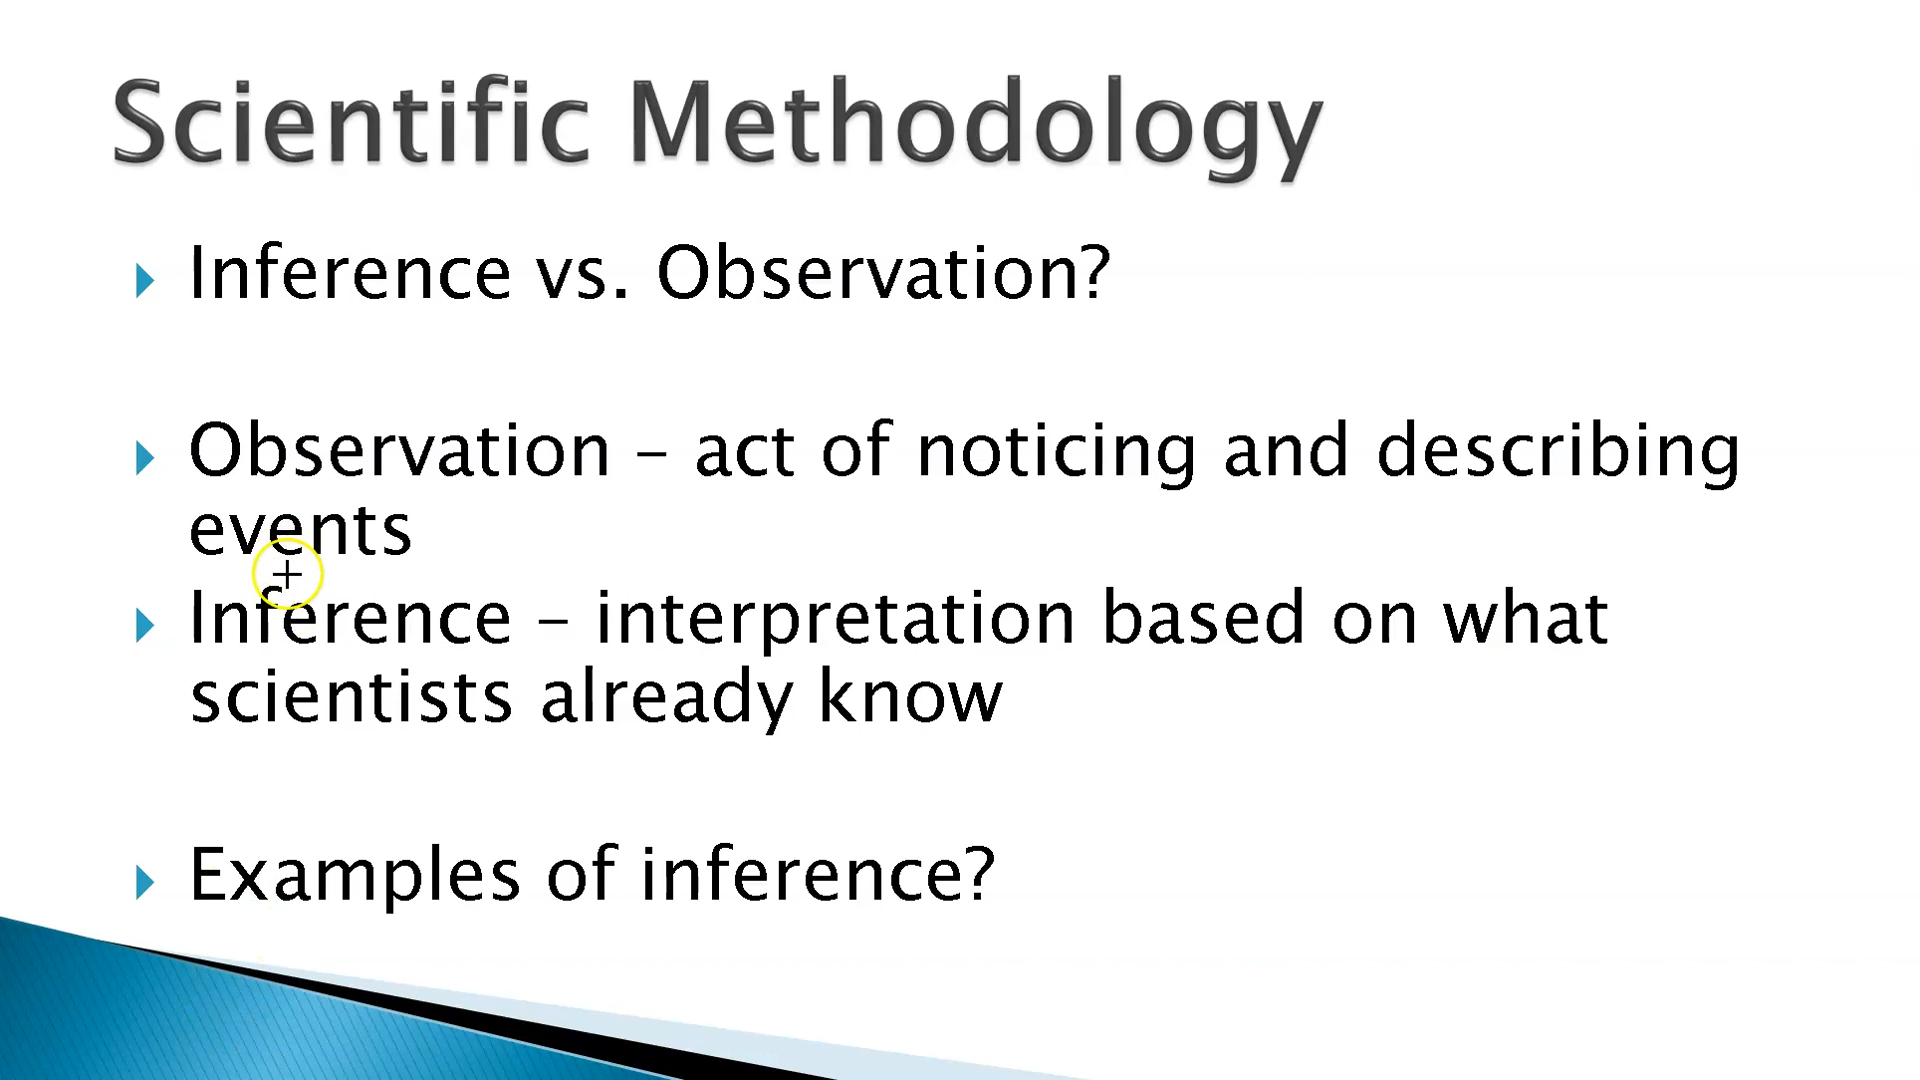 Scientific Methodology
Inference vs. Observation?
Observation – act of noticing and describing
events
Inference – interpretation based on what
scientists already know
Examples of inference?